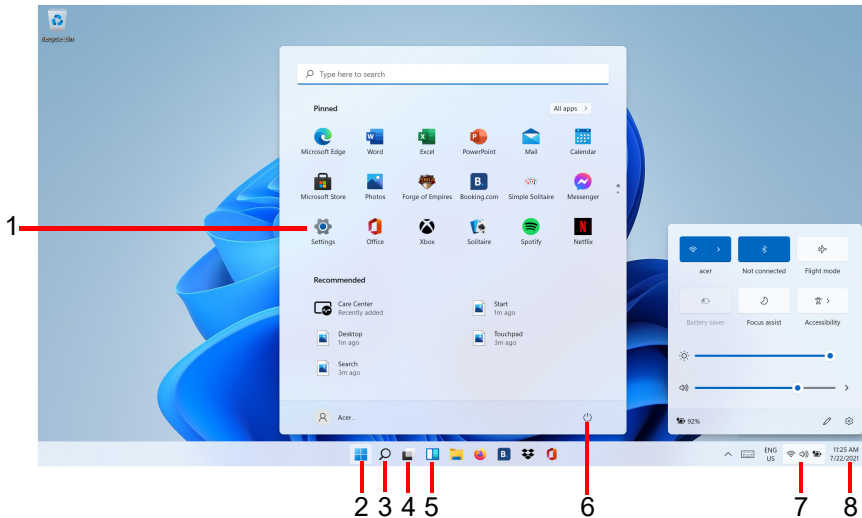 Recycle Bin
Type here to search
Pinned
All apps >
Microsoft Edge Word Excel PowerPoint Mail Calendar
Microsoft Store Photos Forge of Empires Booking.com Simple Solitaire Messenger
Settings Office Xbox Solitaire Spotify Netflix
1
Recommended
Care Center
Recently added
Start
1m ago
Desktop
1m ago
Touchpad
3m ago
Search
3m ago
Acer .
acer Not connected Flight mode
Battery saver Focus assist Accessibility
92%
ENG
US
11:25 AM
7/22/2021
2 3 4 5 6 7 8